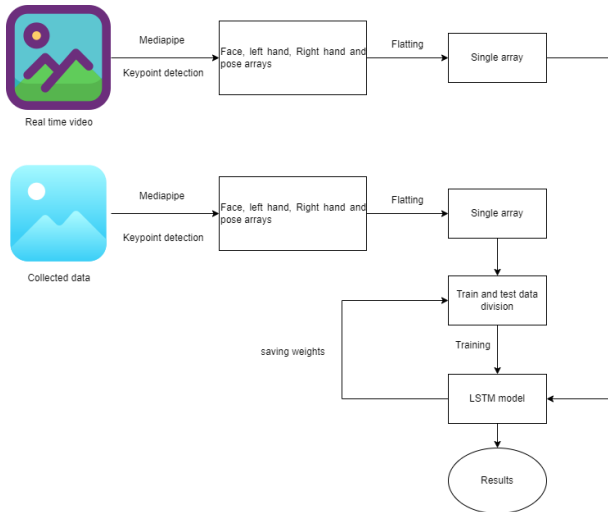 Mediapipe
Keypoint detection
Face, left hand, Right hand and
pose arrays
Flatting
Single array
Real time video
Mediapipe
Keypoint detection
Face, left hand, Right hand and
pose arrays
Flatting
Single array
Collected data
Train and test data
division
saving weights
Training
LSTM model
Results